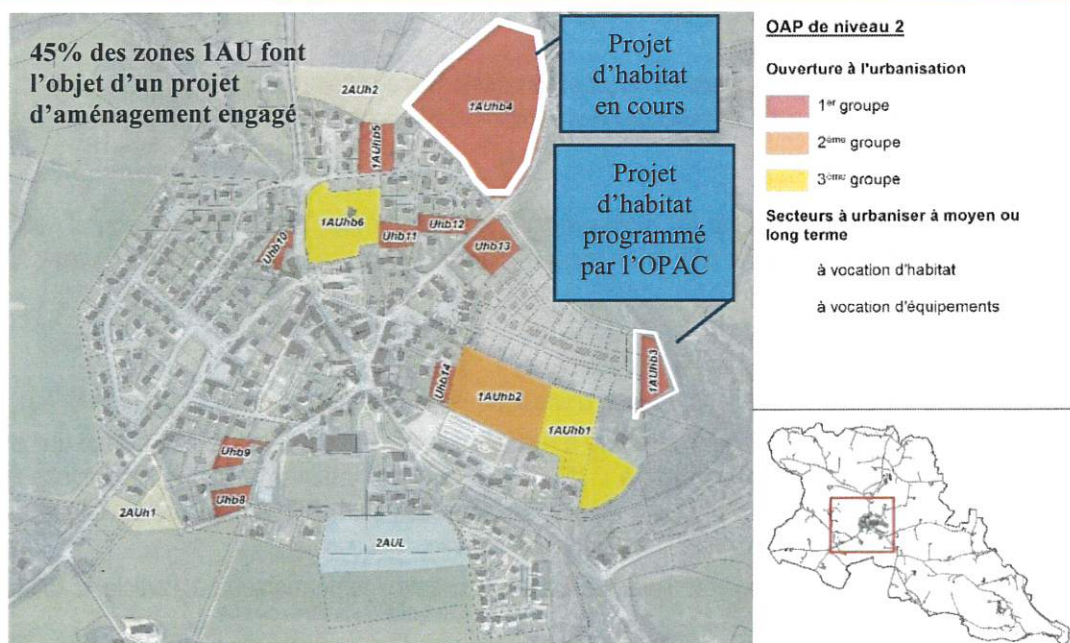 45% des zones 1AU font
l'objet d'un projet
d'aménagement engagé
Projet
d'habitat
en cours
Projet
d'habitat
programmé
par l'OPAC
2AUh2
1AUhb4
1AUhb5
1AUhb6
Uhb10
Uhb11
Uhb12
Uhb13
1AUhb3
Uhb14
1AUhb2
1AUhb1
Uhb9
Uhb8
2AUh1
2AUL
OAP de niveau 2
Ouverture à l'urbanisation
1er groupe
2ème groupe
3ème groupe
Secteurs à urbaniser à moyen ou
long terme
à vocation d'habitat
à vocation d'équipements